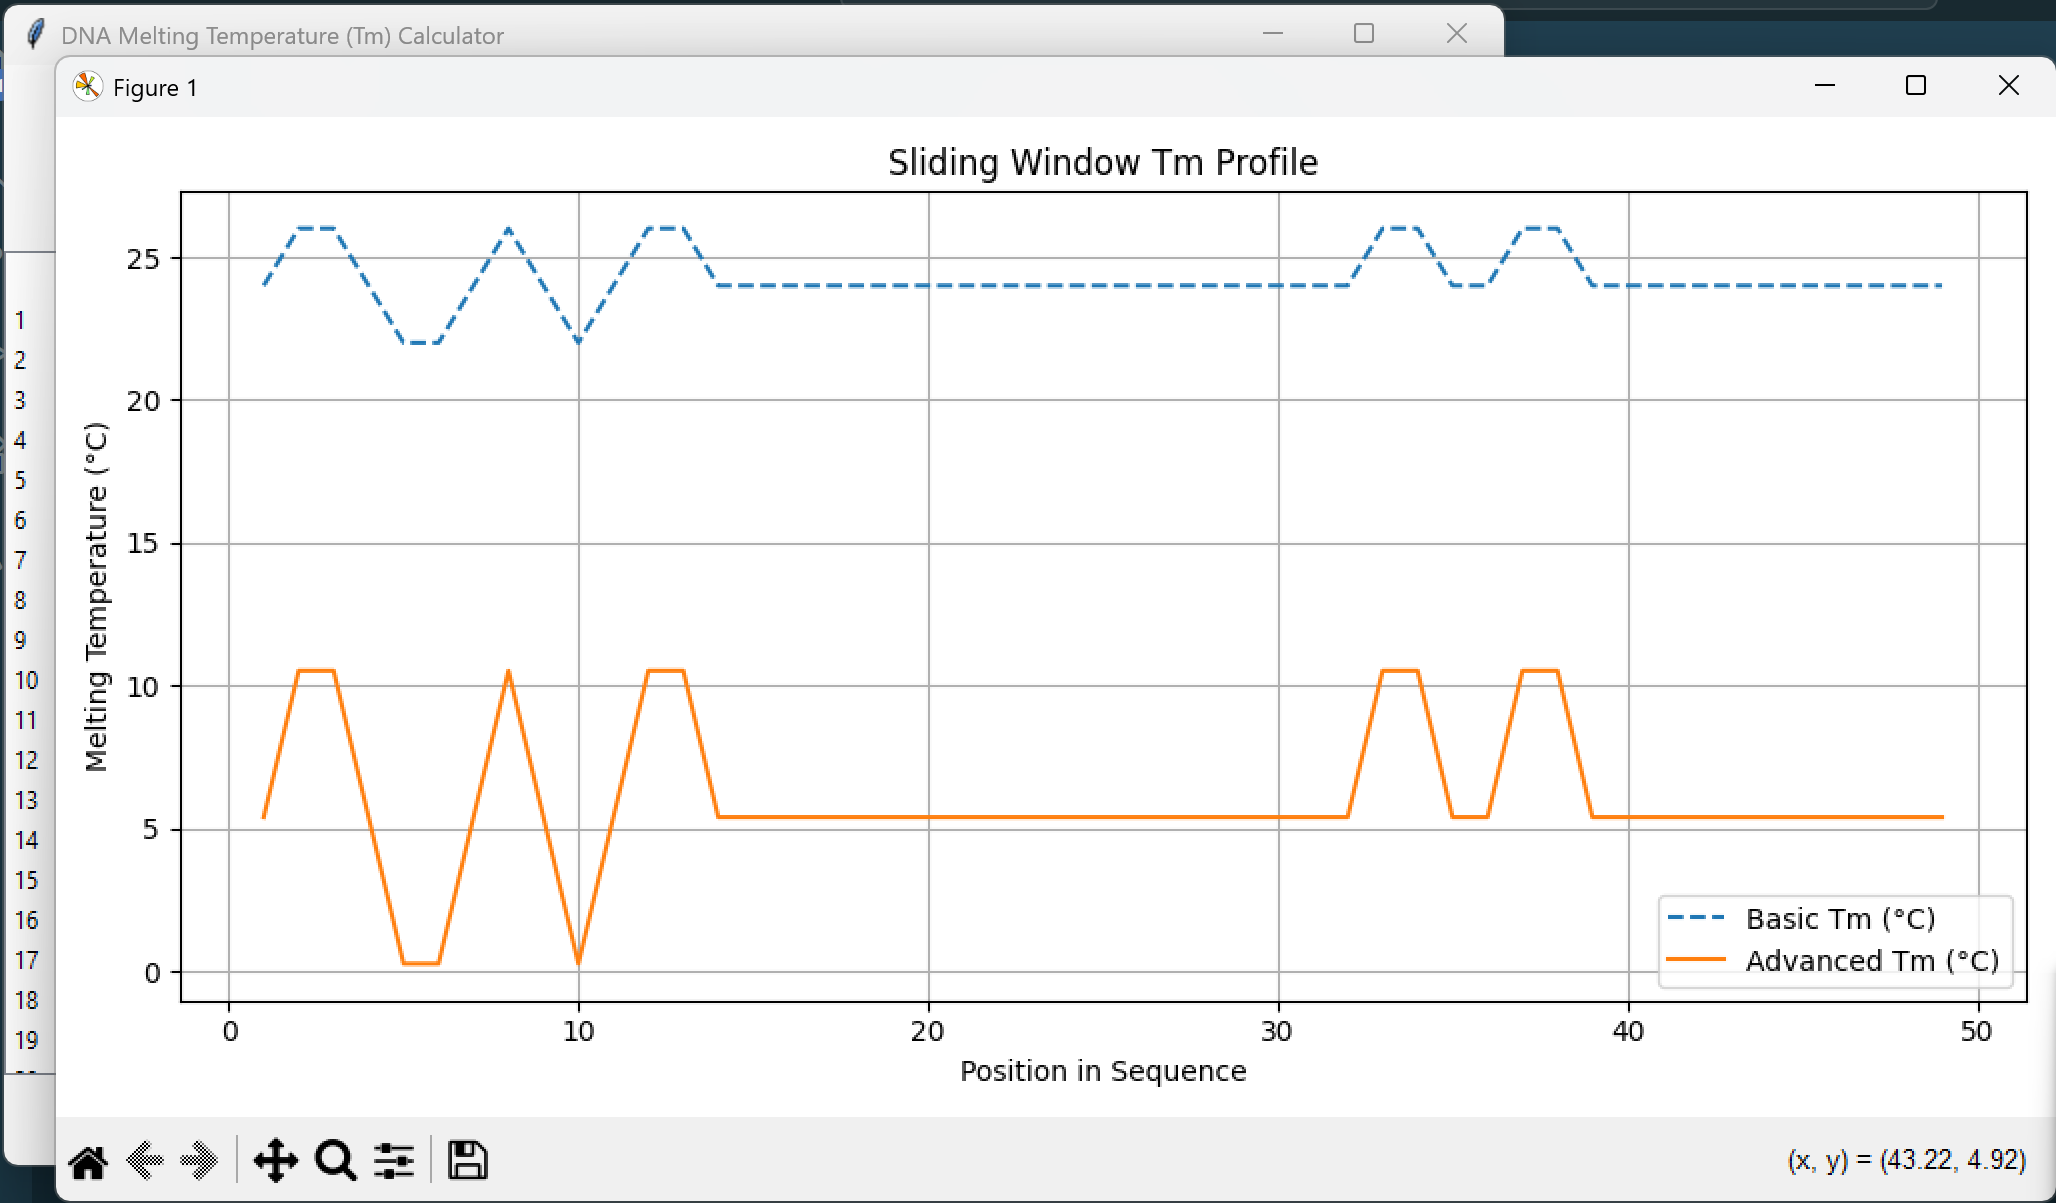 DNA Melting Temperature (Tm) Calculator
Figure 1
1
2
3
4
5
6
7
8
9
10
11
12
13
14
15
16
17
18
19
Sliding Window Tm Profile
Melting Temperature (°C)
25
20
15
10
5
0
0 10 20 30 40 50
Position in Sequence
Basic Tm (°C)
Advanced Tm (°C)
(x, y) = (43.22, 4.92)